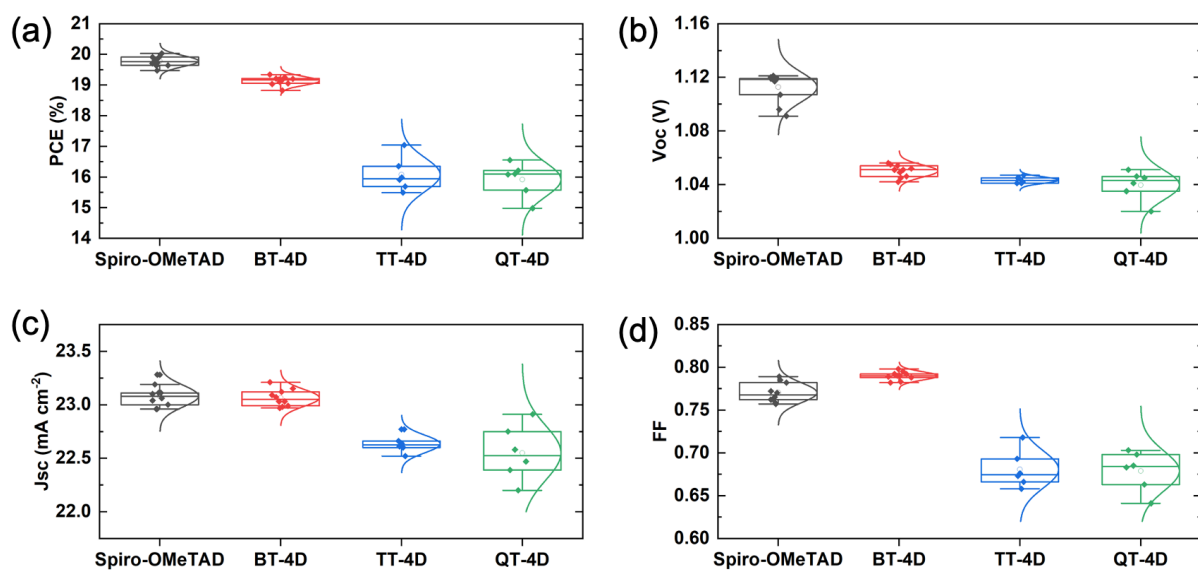 (a)
PCE (%)
21
20
19
18
17
16
15
14
Spiro-OMeTAD BT-4D TT-4D QT-4D
(b)
Voc (V)
1.16
1.12
1.08
1.04
1.00
Spiro-OMeTAD BT-4D TT-4D QT-4D
(c)
Jsc (mA cm⁻²)
23.5
23.0
22.5
22.0
Spiro-OMeTAD BT-4D TT-4D QT-4D
(d)
FF
0.85
0.80
0.75
0.70
0.65
0.60
Spiro-OMeTAD BT-4D TT-4D QT-4D